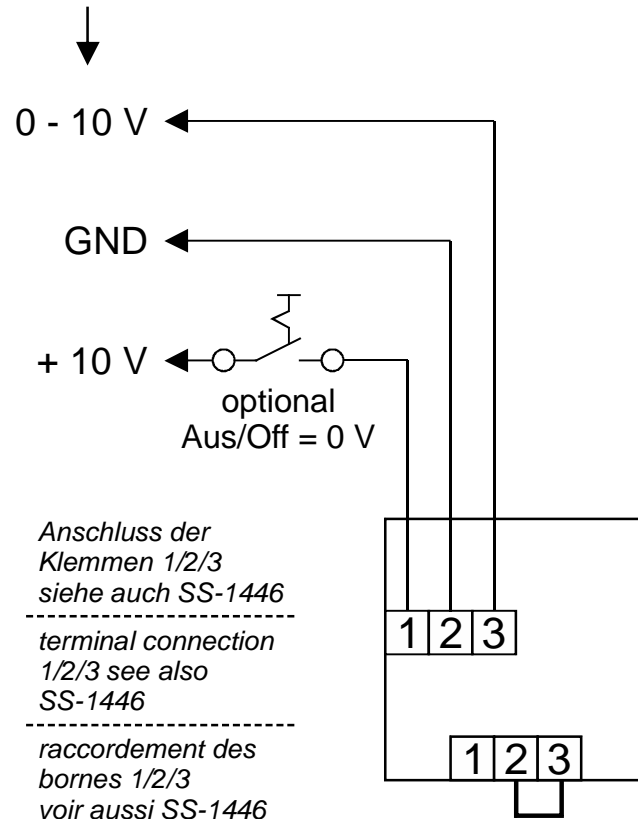 0 - 10 V
GND
+ 10 V
optional
Aus/Off = 0 V
Anschluss der
Klemmen 1/2/3
siehe auch SS-1446
terminal connection
1/2/3 see also
SS-1446
raccordement des
bornes 1/2/3
voir aussi SS-1446
1 2 3
1 2 3